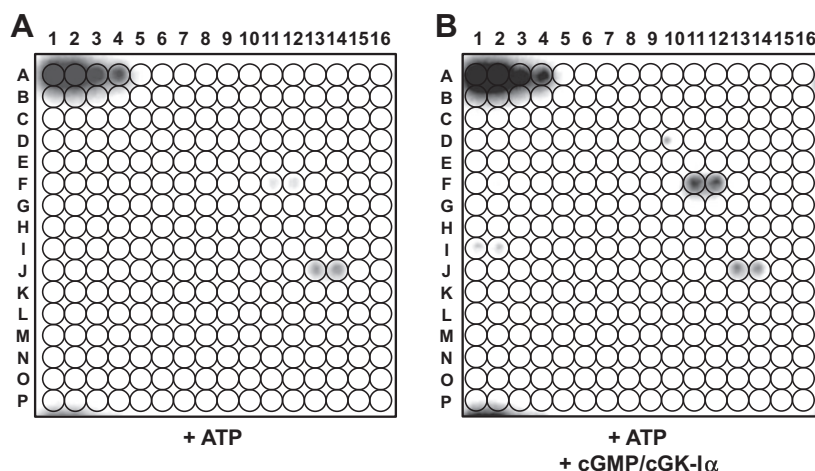 A
B
1 2 3 4 5 6 7 8 9 10 11 12 13 14 15 16
1 2 3 4 5 6 7 8 9 10 11 12 13 14 15 16
A
B
C
D
E
F
G
H
I
J
K
L
M
N
O
P
A
B
C
D
E
F
G
H
I
J
K
L
M
N
O
P
+ ATP
+ ATP
+ cGMP/cGK-Iα